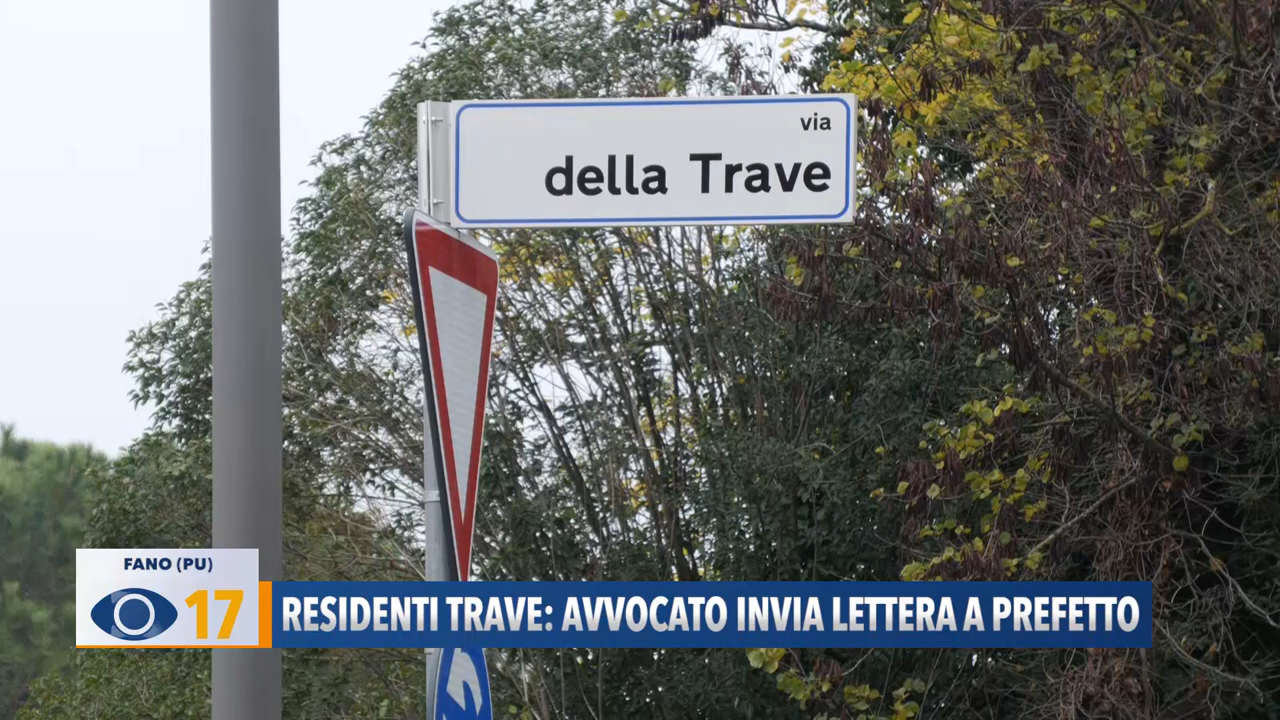 via
della Trave
FANO (PU)
17
RESIDENTI TRAVE: AVVOCATO INVIA LETTERA A PREFETTO